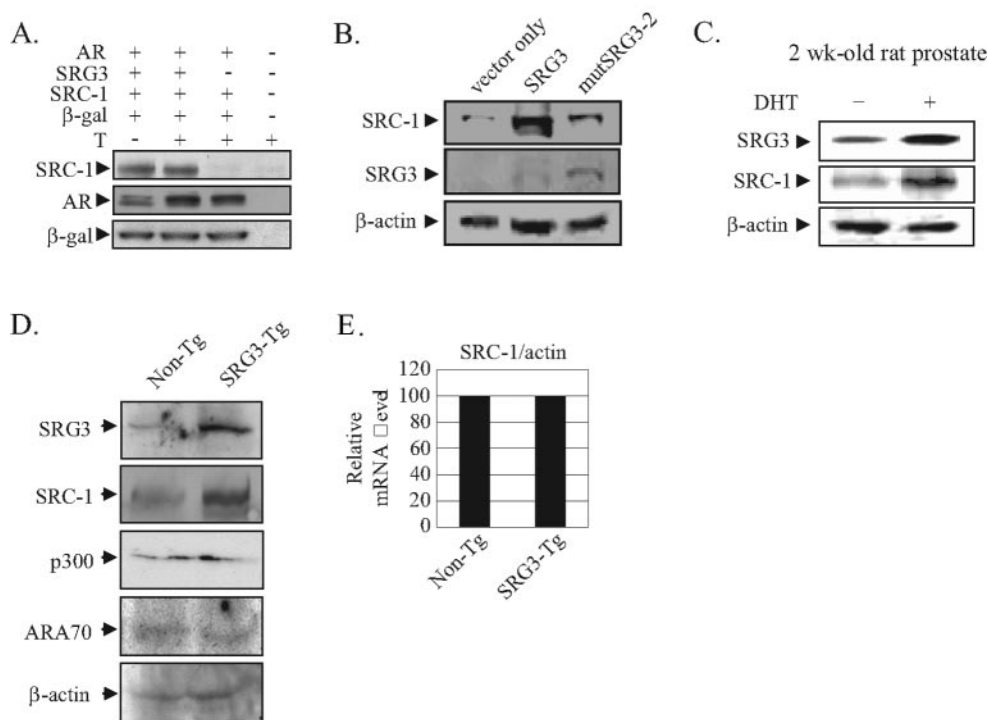 A.
AR + + + -
SRG3 + + - -
SRC-1 + + + -
β-gal + + + -
T - + + +
SRC-1
AR
β-gal
B.
vector only
SRG3
mutSRG3-2
SRC-1
SRG3
β-actin
C.
2 wk-old rat prostate
DHT − +
SRG3
SRC-1
β-actin
D.
Non-Tg
SRG3-Tg
SRG3
SRC-1
p300
ARA70
β-actin
E.
SRC-1/actin
Relative
mRNA □evd
120
100
80
60
40
20
0
Non-Tg
SRG3-Tg